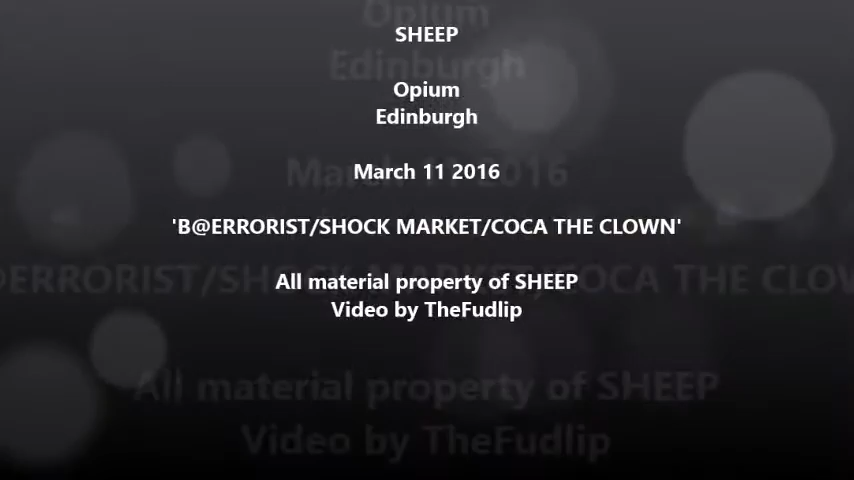 SHEEP
Opium
Edinburgh
March 11 2016
'B@ERRORIST/SHOCK MARKET/COCA THE CLOWN'
All material property of SHEEP
Video by TheFudlip